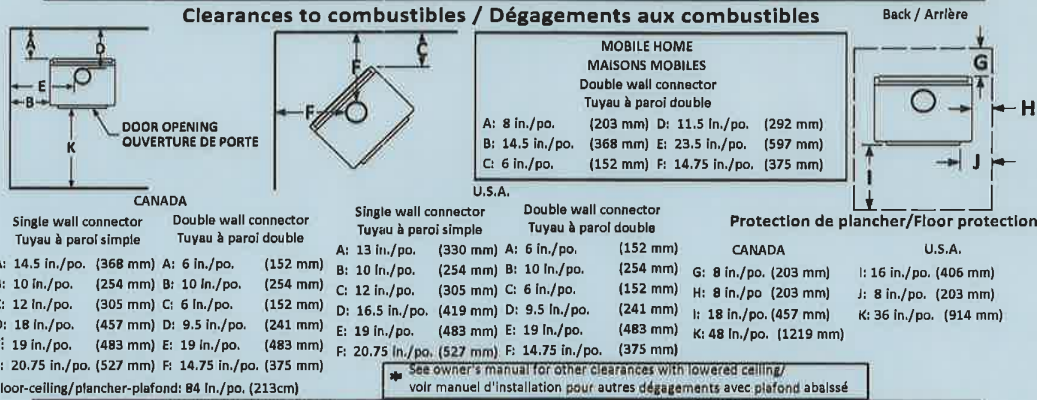 Clearances to combustibles / Dégagements aux combustibles
Back / Arrière
A
D
E
B
K
DOOR OPENING
OUVERTURE DE PORTE
F
C
F
MOBILE HOME
MAISONS MOBILES
Double wall connector
Tuyau à paroi double
A: 8 in./po. (203 mm) D: 11.5 in./po. (292 mm)
B: 14.5 in./po. (368 mm) E: 23.5 in./po. (597 mm)
C: 6 in./po. (152 mm) F: 14.75 in./po. (375 mm)
G
H
I
J
CANADA
Single wall connector
Tuyau à paroi simple
A: 14.5 in./po. (368 mm)
: 10 in./po. (254 mm)
: 12 in./po. (305 mm)
: 18 in./po. (457 mm)
: 19 in./po. (483 mm)
: 20.75 in./po. (527 mm)
Double wall connector
Tuyau à paroi double
A: 6 in./po. (152 mm)
B: 10 in./po. (254 mm)
C: 6 in./po. (152 mm)
D: 9.5 in./po. (241 mm)
E: 19 in./po. (483 mm)
F: 14.75 in./po. (375 mm)
loor-ceiling/plancher-plafond: 84 in./po. (213cm)
U.S.A.
Single wall connector
Tuyau à paroi simple
A: 13 in./po. (330 mm)
B: 10 in./po. (254 mm)
C: 12 in./po. (305 mm)
D: 16.5 in./po. (419 mm)
E: 19 in./po. (483 mm)
F: 20.75 in./po. (527 mm)
Double wall connector
Tuyau à paroi double
A: 6 in./po. (152 mm)
B: 10 in./po. (254 mm)
C: 6 in./po. (152 mm)
D: 9.5 in./po. (241 mm)
E: 19 in./po. (483 mm)
F: 14.75 in./po. (375 mm)
Protection de plancher/Floor protection
CANADA
G: 8 in./po. (203 mm)
H: 8 in./po (203 mm)
I: 18 in./po. (457 mm)
K: 48 in./po. (1219 mm)
U.S.A.
I: 16 in./po. (406 mm)
J: 8 in./po. (203 mm)
K: 36 in./po. (914 mm)
* See owner's manual for other clearances with lowered ceiling/
voir manuel d'installation pour autres dégagements avec plafond abaissé